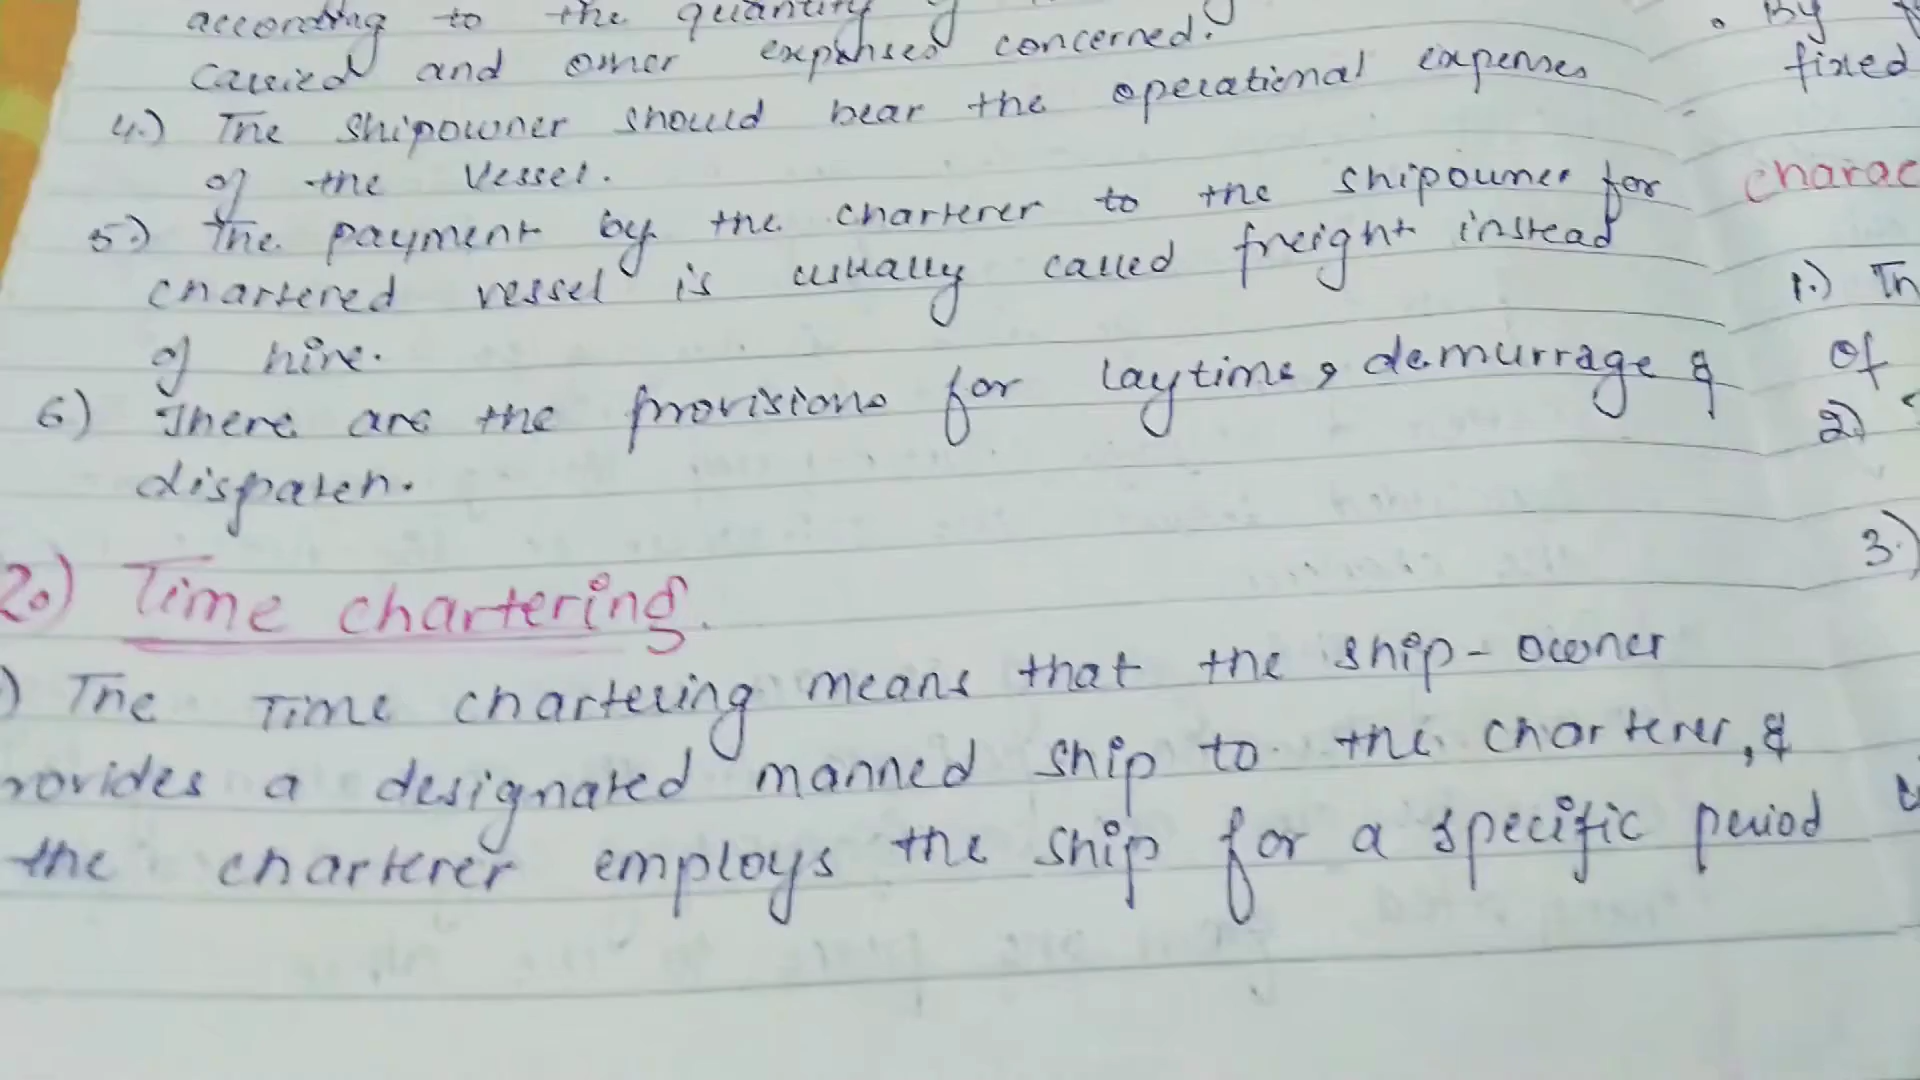 according to the quantity
carried and other expanses concerned.
4.) The shipowner should bear the operational expenses
of the vessel.
5.) The payment by the charterer to the shipowner for
chartered vessel is usually called freight instead
of hire.
6) There are the provisions for laytime, demurrage &
dispatch.
2.) Time chartering.
) The Time chartering means that the ship-owner
rovides a designated manned ship to the charterer, &
the charterer employs the ship for a specific period
. By
fixed
charac
1.)
of
2)
3.)